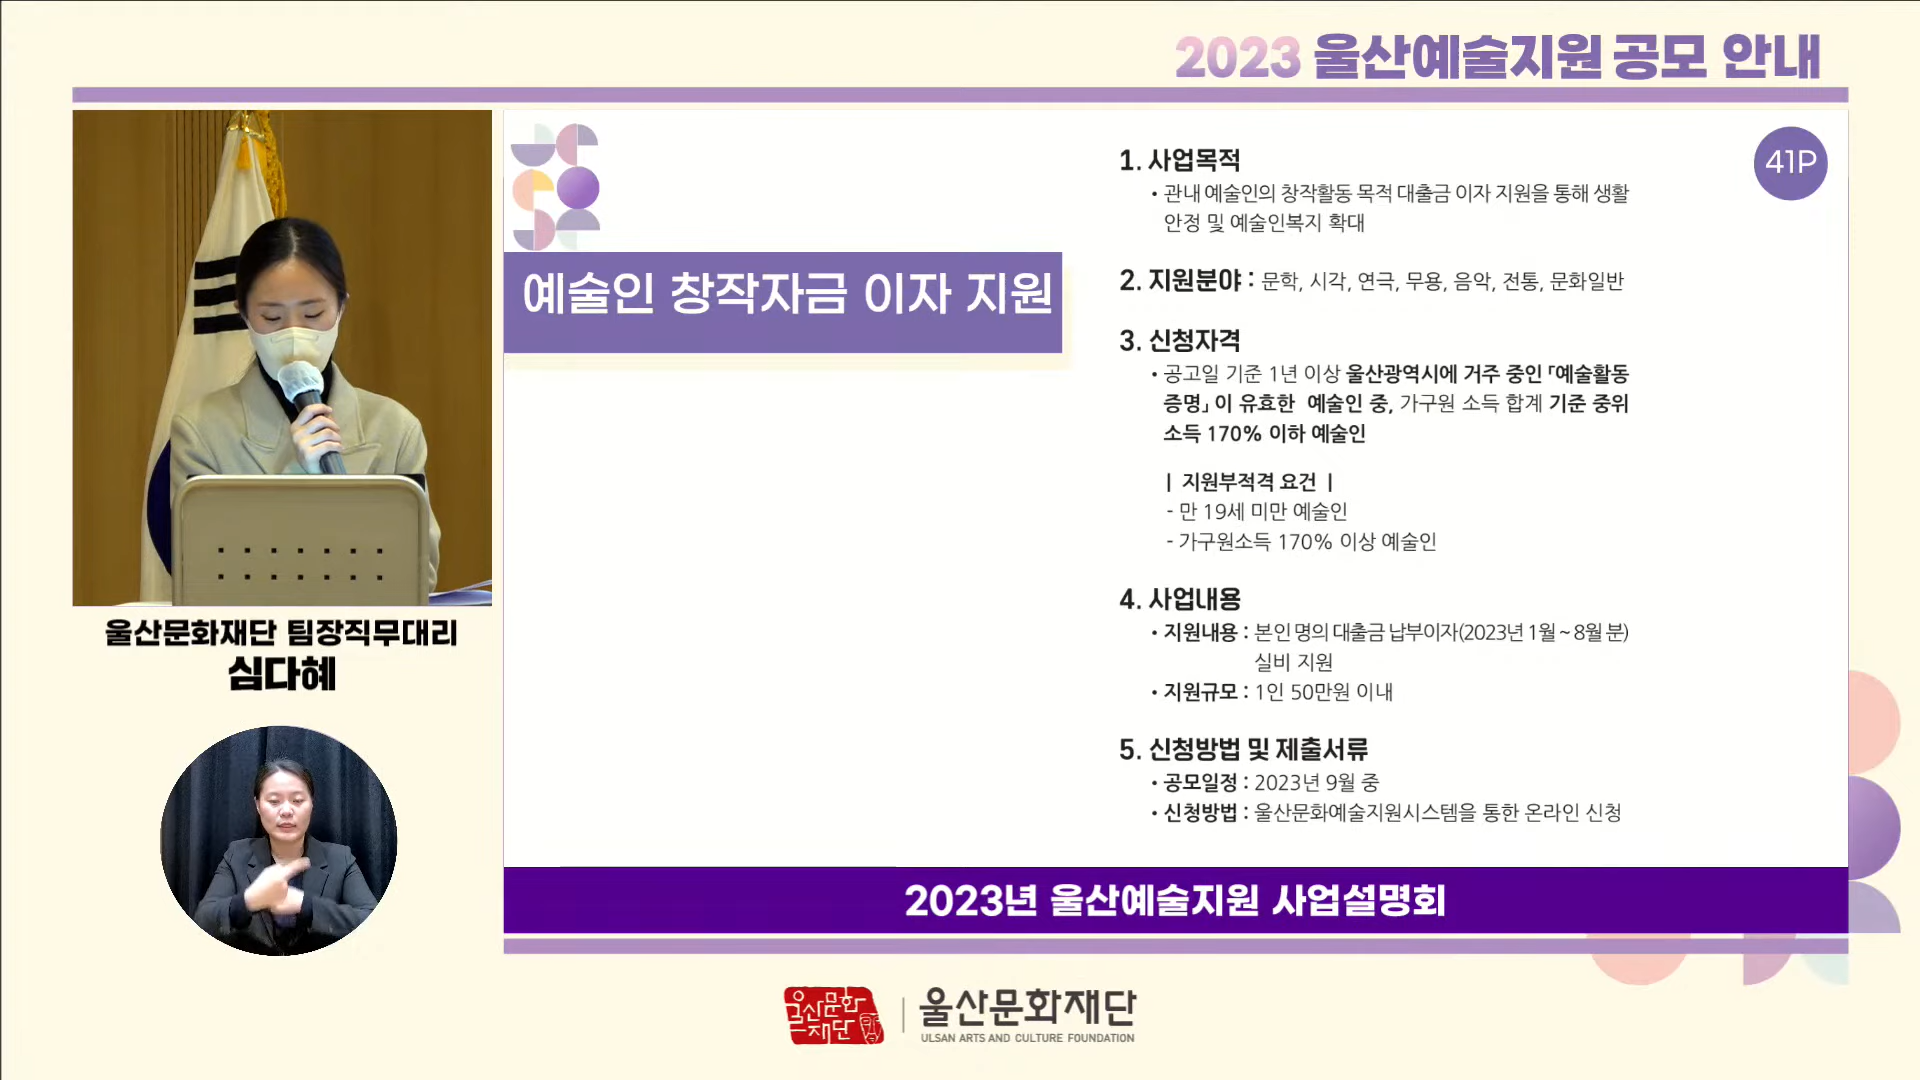 2023 울산예술지원 공모 안내
41P
예술인 창작자금 이자 지원
1. 사업목적
• 관내 예술인의 창작활동 목적 대출금 이자 지원을 통해 생활
안정 및 예술인복지 확대
2. 지원분야 : 문학, 시각, 연극, 무용, 음악, 전통, 문화일반
3. 신청자격
• 공고일 기준 1년 이상 울산광역시에 거주 중인 「예술활동
증명」 이 유효한 예술인 중, 가구원 소득 합계 기준 중위
소득 170% 이하 예술인
| 지원부적격 요건 |
- 만 19세 미만 예술인
- 가구원소득 170% 이상 예술인
4. 사업내용
• 지원내용 : 본인 명의 대출금 납부이자(2023년 1월 ~ 8월 분)
실비 지원
• 지원규모 : 1인 50만원 이내
5. 신청방법 및 제출서류
• 공모일정 : 2023년 9월 중
• 신청방법 : 울산문화예술지원시스템을 통한 온라인 신청
울산문화재단 팀장직무대리
심다혜
2023년 울산예술지원 사업설명회
울산문화
재단
울산문화재단
ULSAN ARTS AND CULTURE FOUNDATION